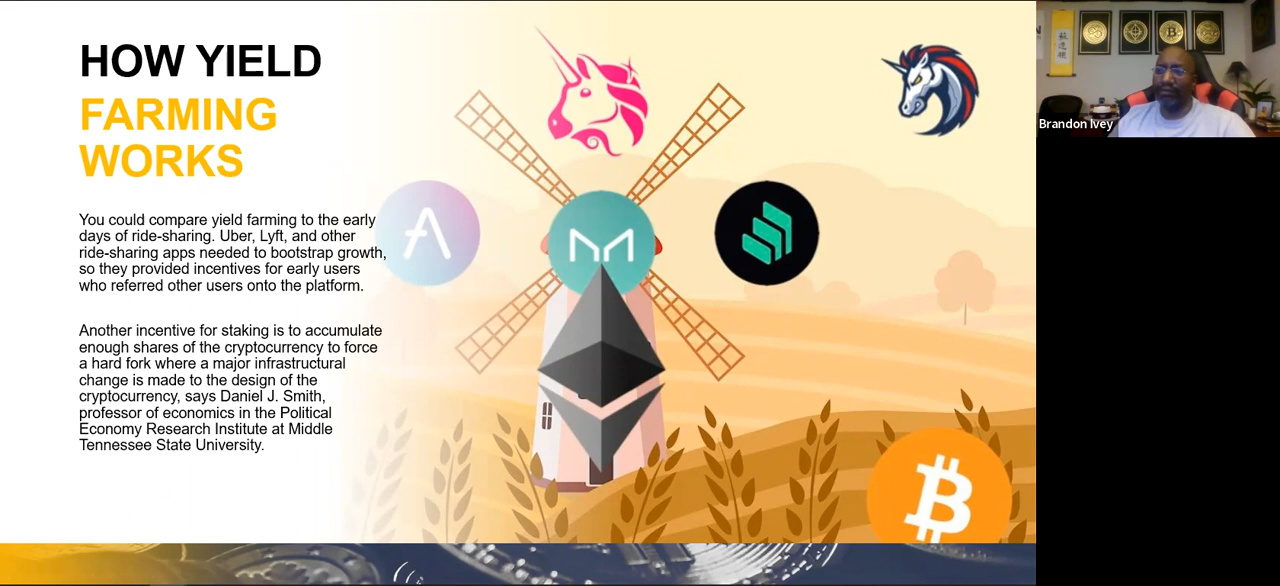 HOW YIELD
FARMING
WORKS
You could compare yield farming to the early
days of ride-sharing. Uber, Lyft, and other
ride-sharing apps needed to bootstrap growth,
so they provided incentives for early users
who referred other users onto the platform.
Another incentive for staking is to accumulate
enough shares of the cryptocurrency to force
a hard fork where a major infrastructural
change is made to the design of the
cryptocurrency, says Daniel J. Smith,
professor of economics in the Political
Economy Research Institute at Middle
Tennessee State University.
Brandon Ivey